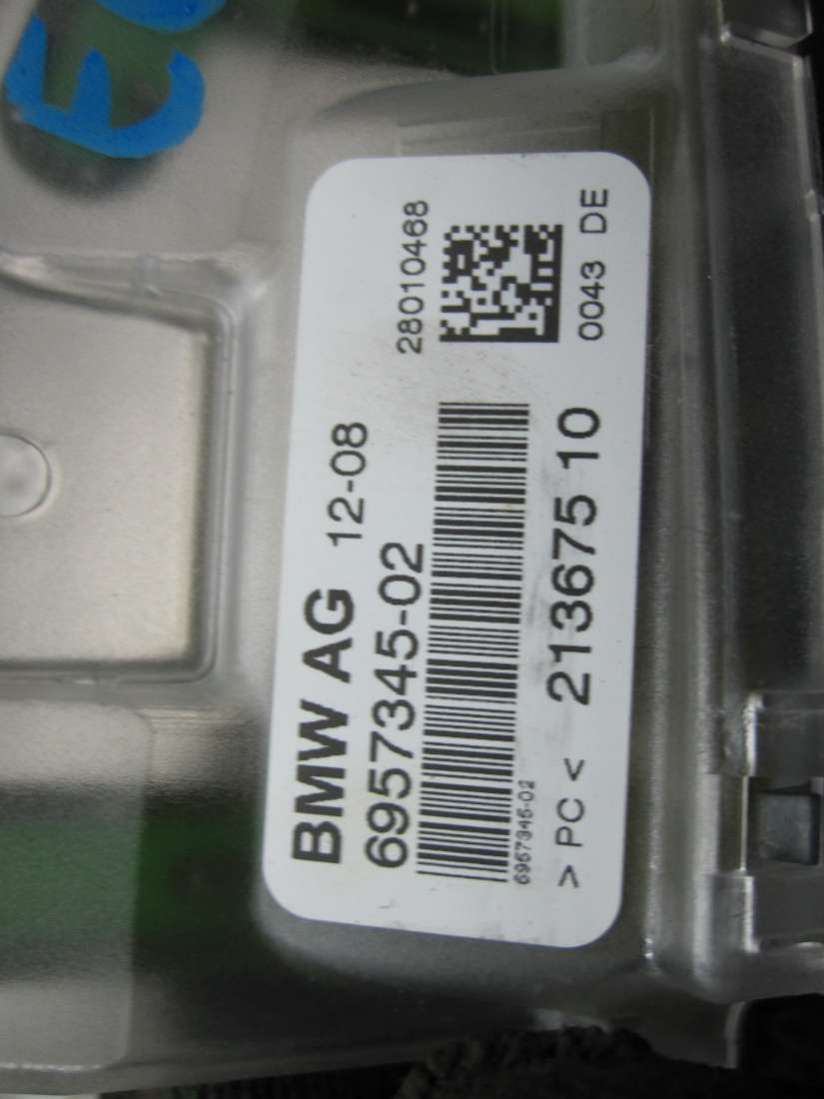 BMW AG 12-08
6957345-02
28010468
6957345-02
> PC < 213675 10
0043 DE